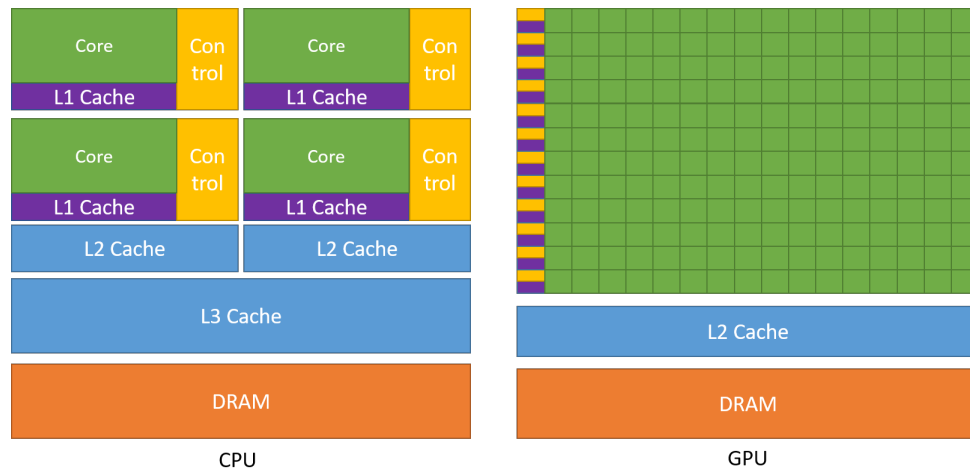 Core
Con
trol
L1 Cache
Core
Con
trol
L1 Cache
Core
Con
trol
L1 Cache
Core
Con
trol
L1 Cache
L2 Cache
L2 Cache
L3 Cache
DRAM
CPU
L2 Cache
DRAM
GPU